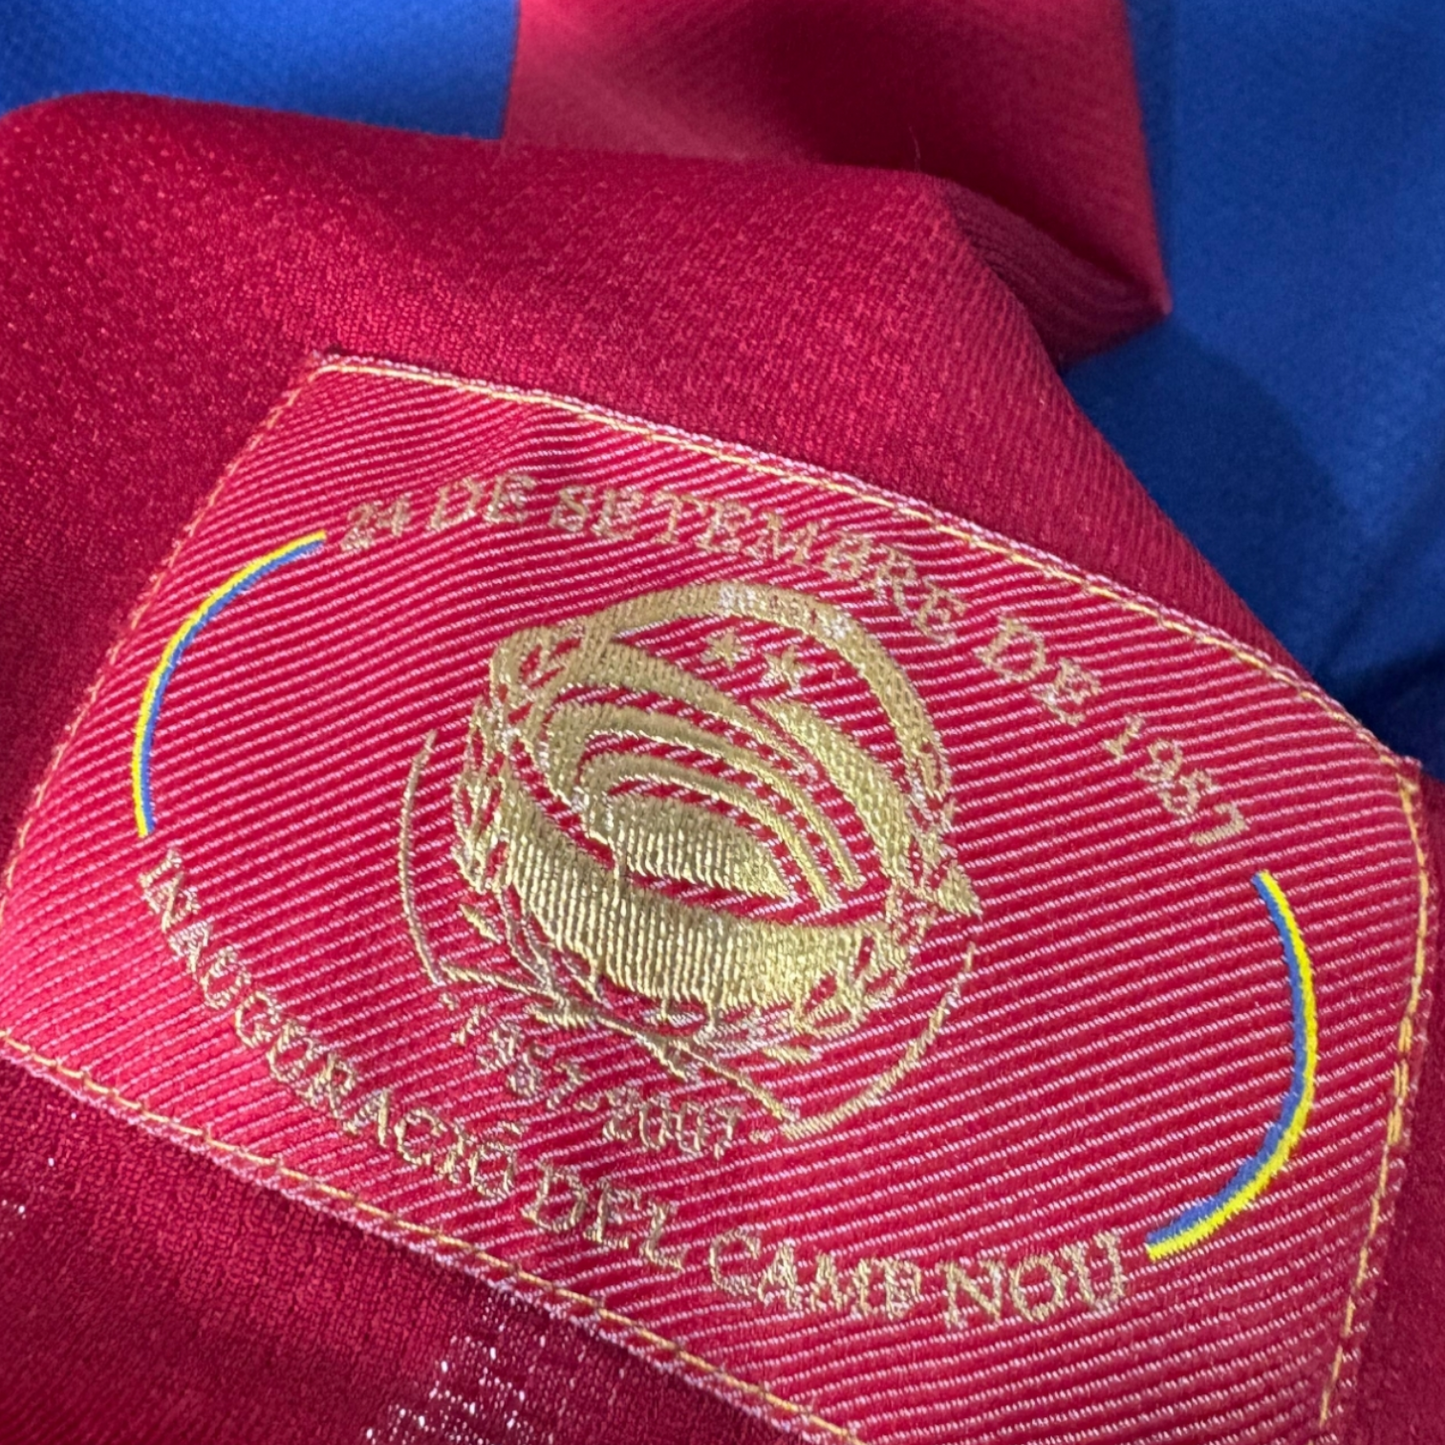 24 DE SETEMBRE DE 1957
1957-2007
INAUGURACIÓ DEL CAMP NOU